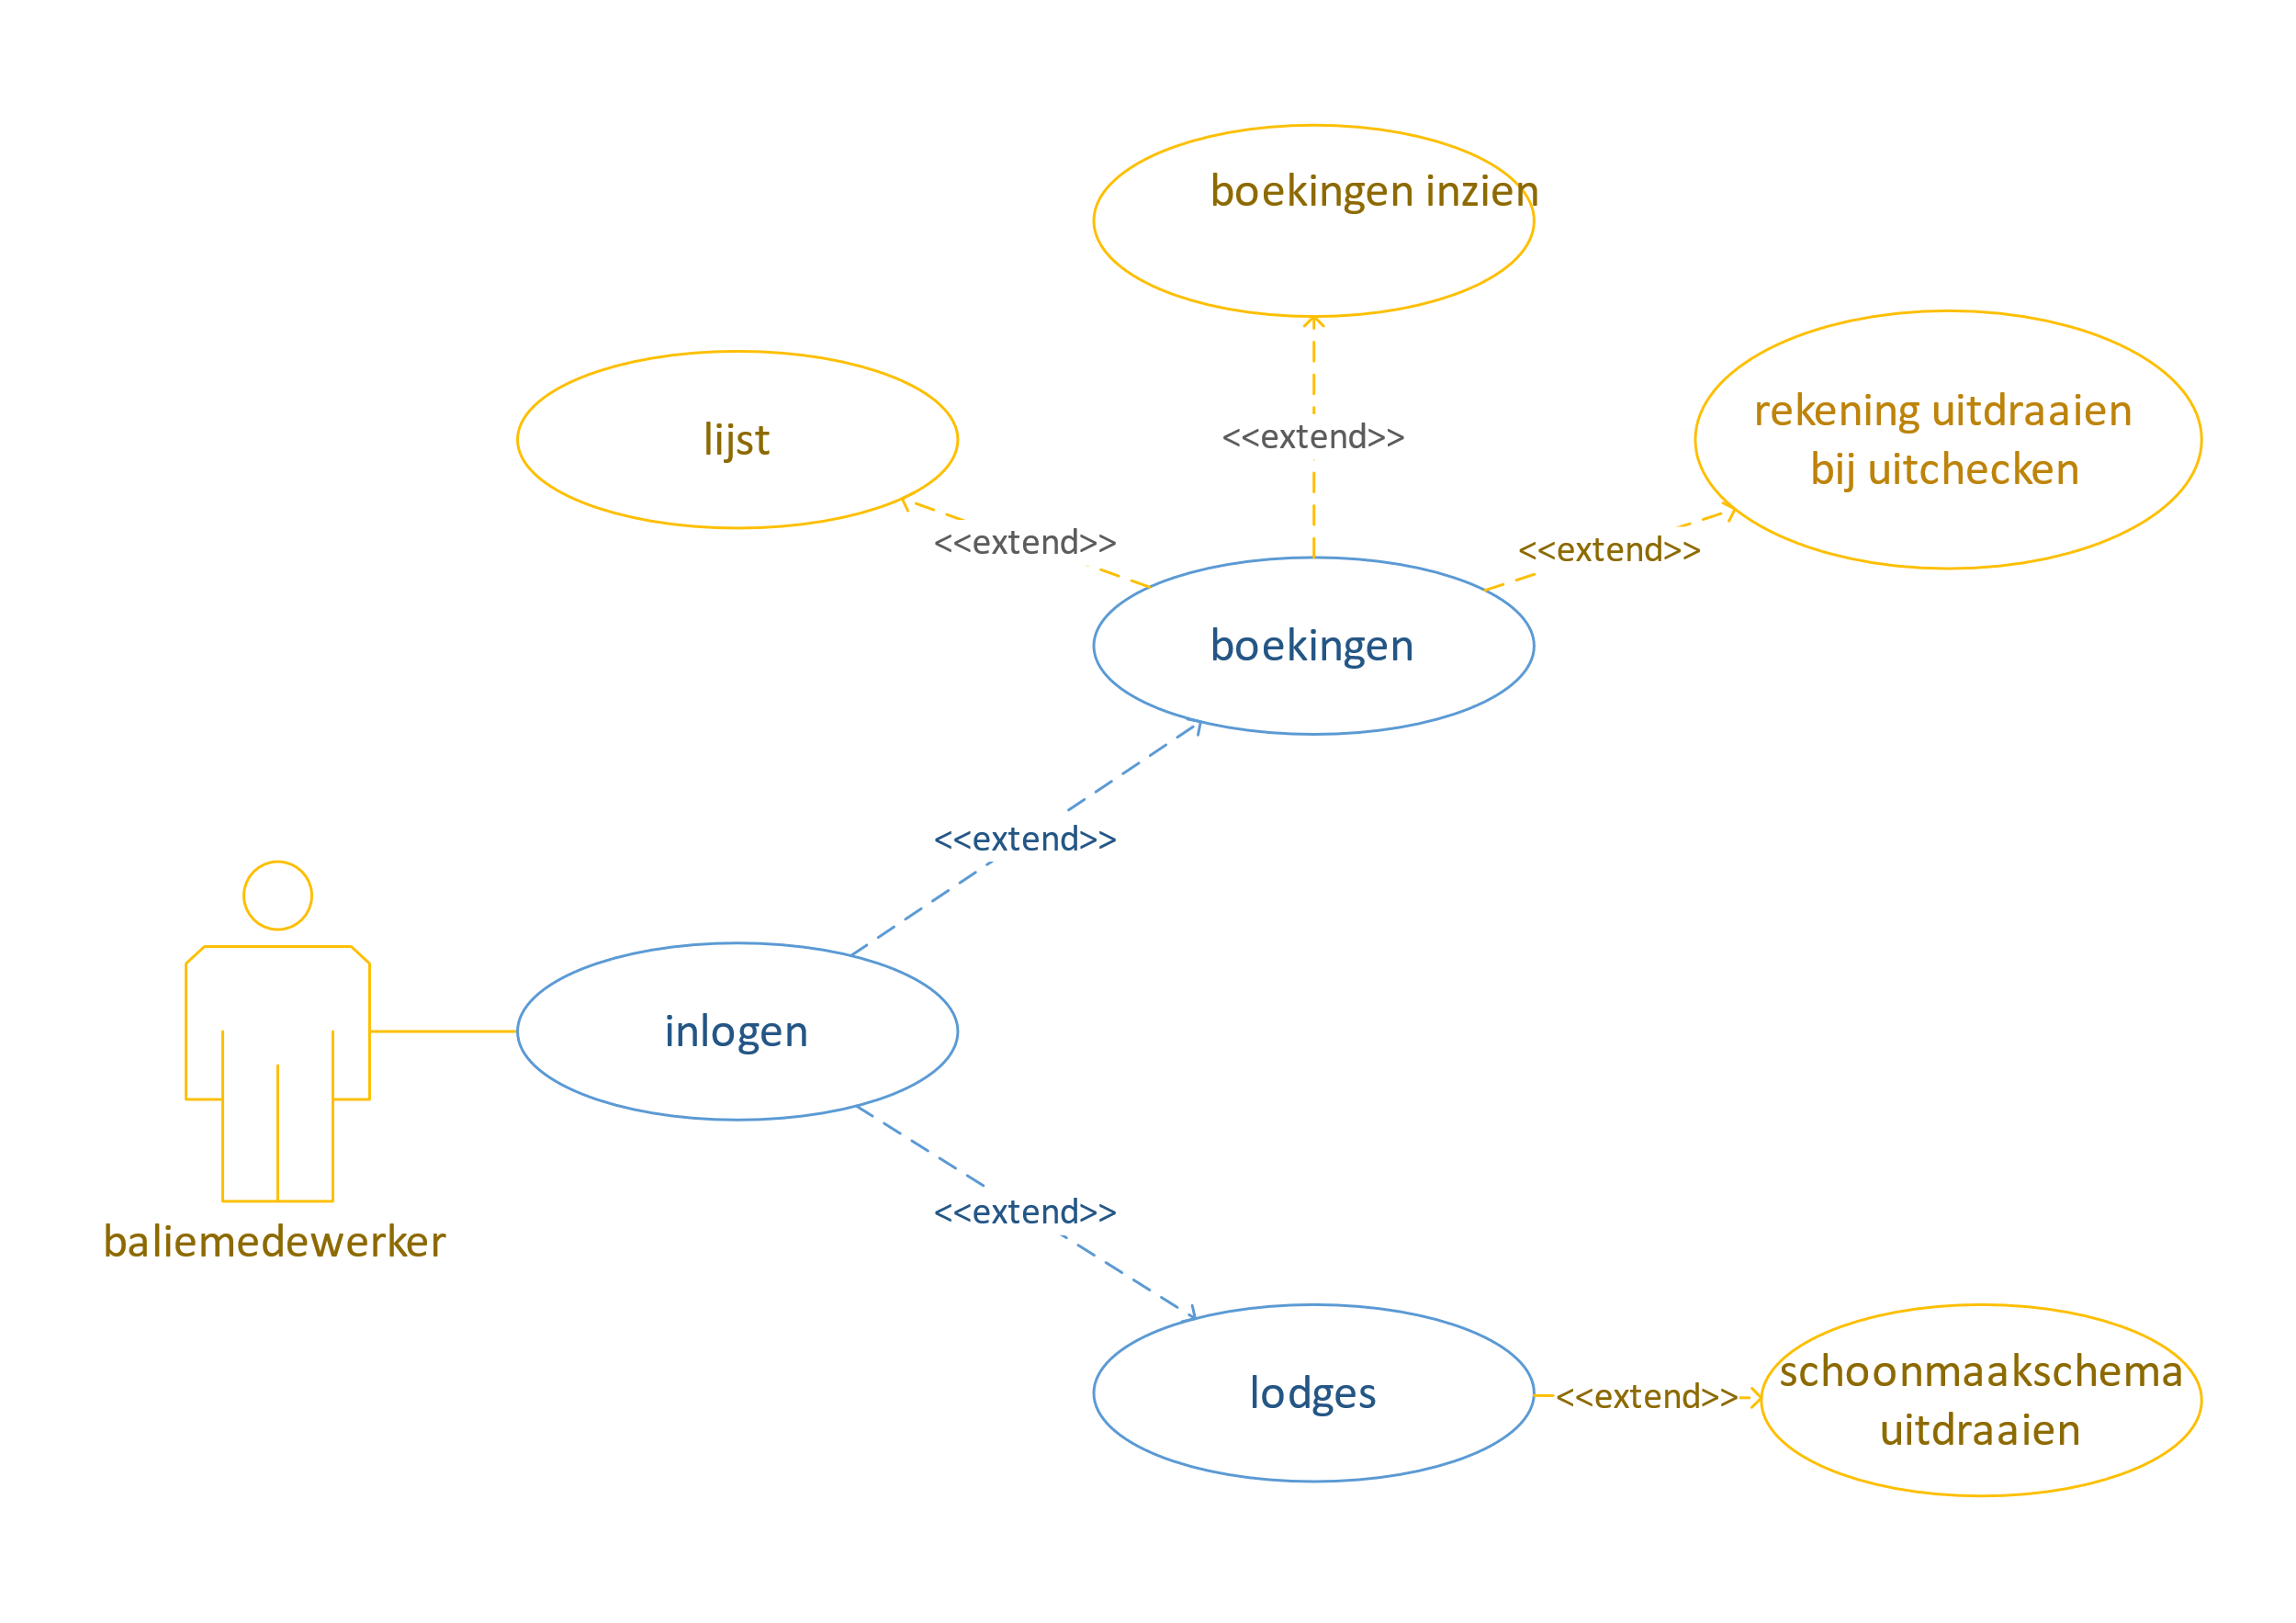 boekingen inzien
lijst
<<extend>>
rekening uitdraaien
bij uitchecken
<<extend>>
<<extend>>
boekingen
<<extend>>
inlogen
baliemedewerker
<<extend>>
lodges
<<extend>>
schoonmaakschema
uitdraaien